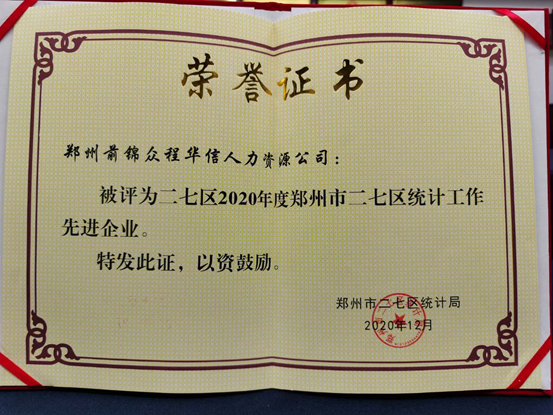 荣誉证书
郑州前锦众程华信人力资源公司：
被评为二七区2020年度郑州市二七区统计工作
先进企业。
特发此证，以资鼓励。
郑州市二七区统计局
2020年12月